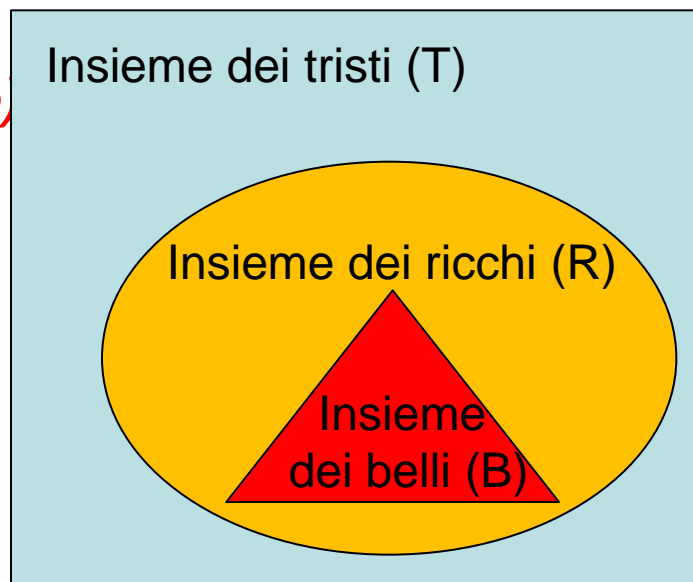 Insieme dei tristi (T)
)
Insieme dei ricchi (R)
Insieme
dei belli (B)